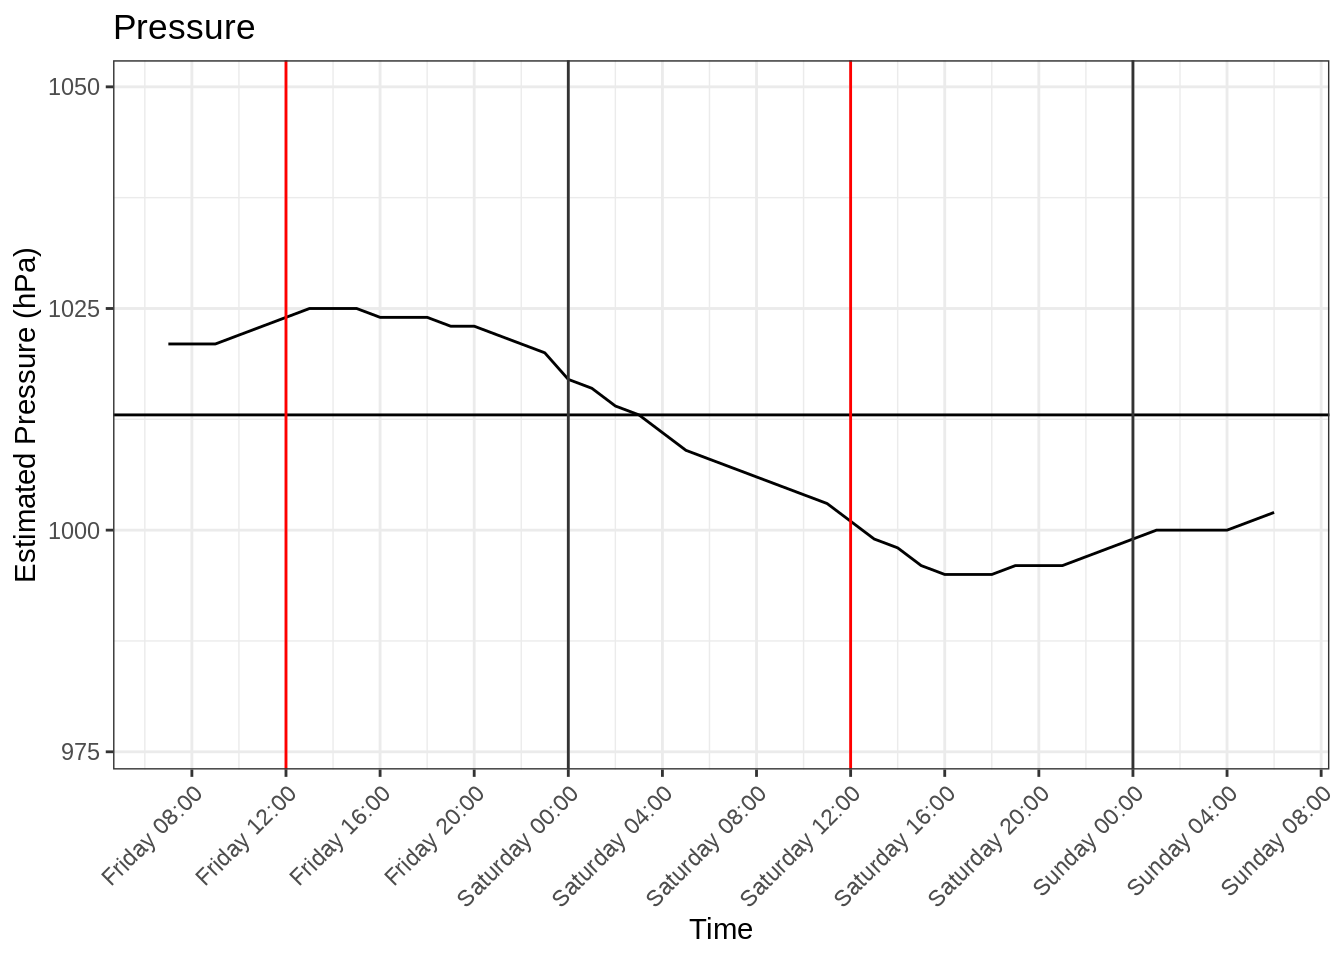 Pressure
Estimated Pressure (hPa)
1050
1025
1000
975
Friday 08:00
Friday 12:00
Friday 16:00
Friday 20:00
Saturday 00:00
Saturday 04:00
Saturday 08:00
Saturday 12:00
Saturday 16:00
Saturday 20:00
Sunday 00:00
Sunday 04:00
Sunday 08:00
Time